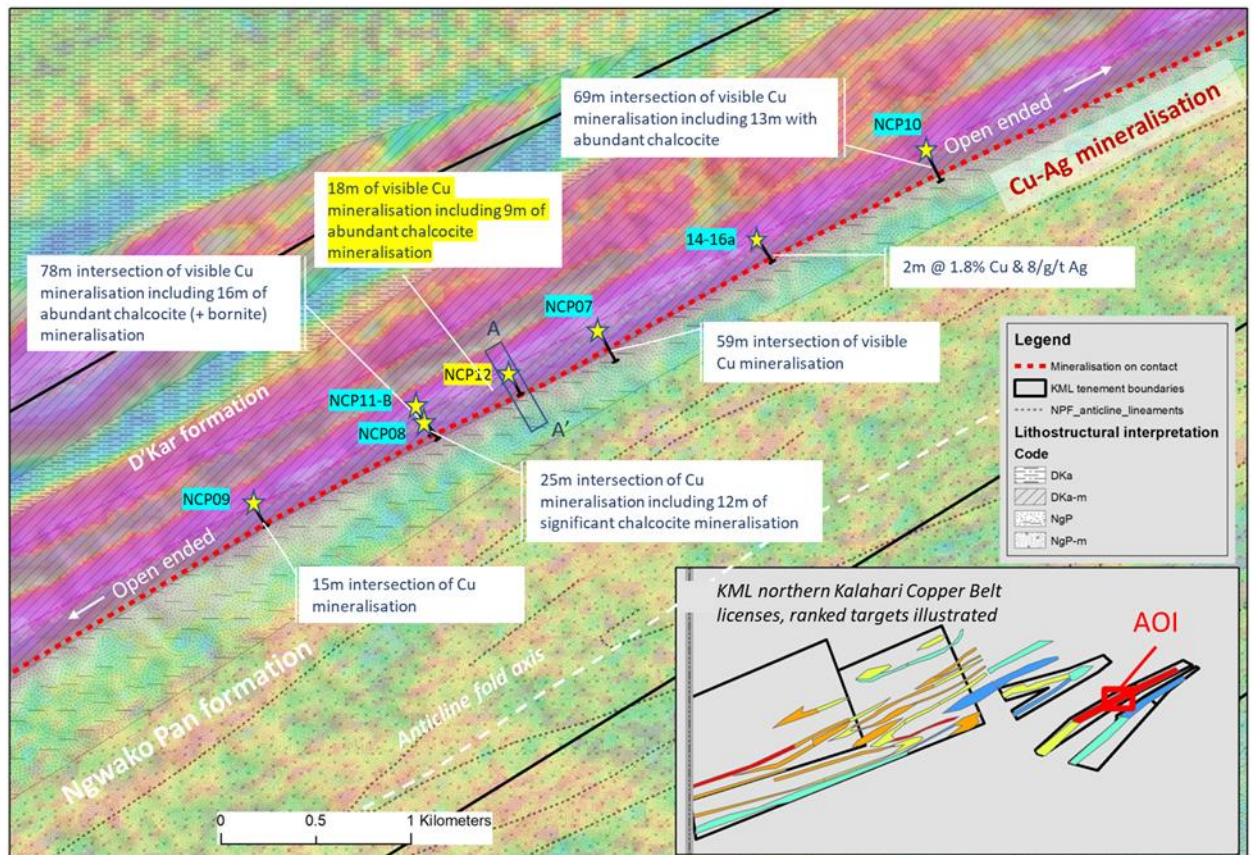 69m intersection of visible Cu
mineralisation including 13m with
abundant chalcocite
NCP10
Open ended
Cu-Ag mineralisation
18m of visible Cu
mineralisation including 9m of
abundant chalcocite
mineralisation
14-16a
2m @ 1.8% Cu & 8/g/t Ag
78m intersection of visible Cu
mineralisation including 16m of
abundant chalcocite (+ bornite)
mineralisation
NCP07
59m intersection of visible
Cu mineralisation
A
NCP12
A'
NCP11-B
NCP08
D'Kar formation
25m intersection of Cu
mineralisation including 12m of
significant chalcocite mineralisation
NCP09
Open ended
15m intersection of Cu
mineralisation
Ngwako Pan formation
Anticline fold axis
0 0.5 1 Kilometers
Legend
Mineralisation on contact
KML tenement boundaries
NPF_anticline_lineaments
Lithostructural interpretation
Code
DKa
DKa-m
NgP
NgP-m
KML northern Kalahari Copper Belt
licenses, ranked targets illustrated
AOI